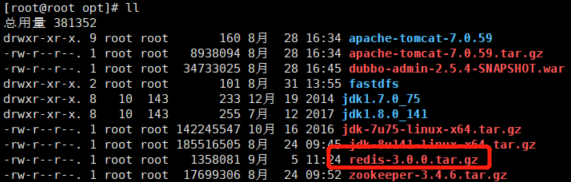 [root@root opt]# ll
总用量 381352
drwxr-xr-x. 9 root root 160 8月 28 16:34 apache-tomcat-7.0.59
-rw-r--r--. 1 root root 8938094 8月 28 16:34 apache-tomcat-7.0.59.tar.gz
-rw-r--r--. 1 root root 34733025 8月 28 16:45 dubbo-admin-2.5.4-SNAPSHOT.war
drwxr-xr-x. 2 root root 101 8月 31 13:55 fastdfs
drwxr-xr-x. 8 10 143 233 12月 19 2014 jdk1.7.0_75
drwxr-xr-x. 8 10 143 255 7月 12 2017 jdk1.8.0_141
-rw-r--r--. 1 root root 142245547 10月 16 2016 jdk-7u75-linux-x64.tar.gz
-rw-r--r--. 1 root root 185516505 8月 24 09:45 jdk-8u141-linux-x64.tar.gz
-rw-r--r--. 1 root root 1358081 9月 5 11:24 redis-3.0.0.tar.gz
-rw-r--r--. 1 root root 17699306 8月 24 09:52 zookeeper-3.4.6.tar.gz